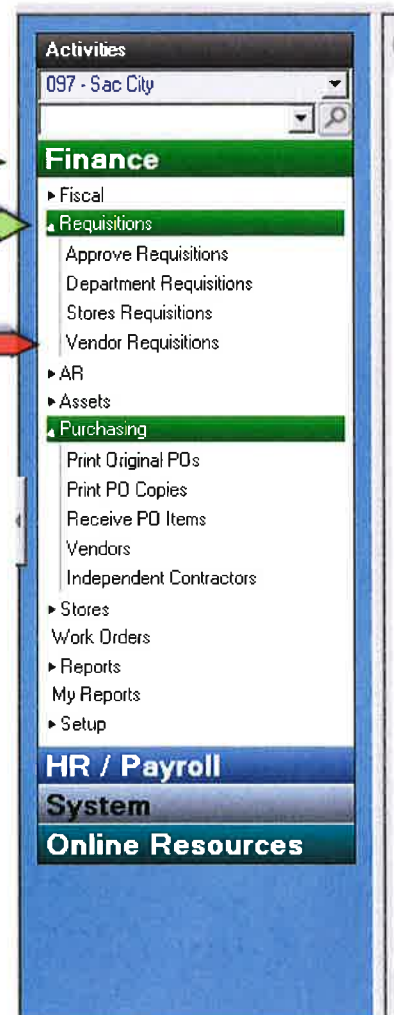 Activities
097 - Sac City
Finance
Fiscal
Requisitions
Approve Requisitions
Department Requisitions
Stores Requisitions
Vendor Requisitions
AR
Assets
Purchasing
Print Original POs
Print PO Copies
Receive PO Items
Vendors
Independent Contractors
Stores
Work Orders
Reports
My Reports
Setup
HR / Payroll
System
Online Resources